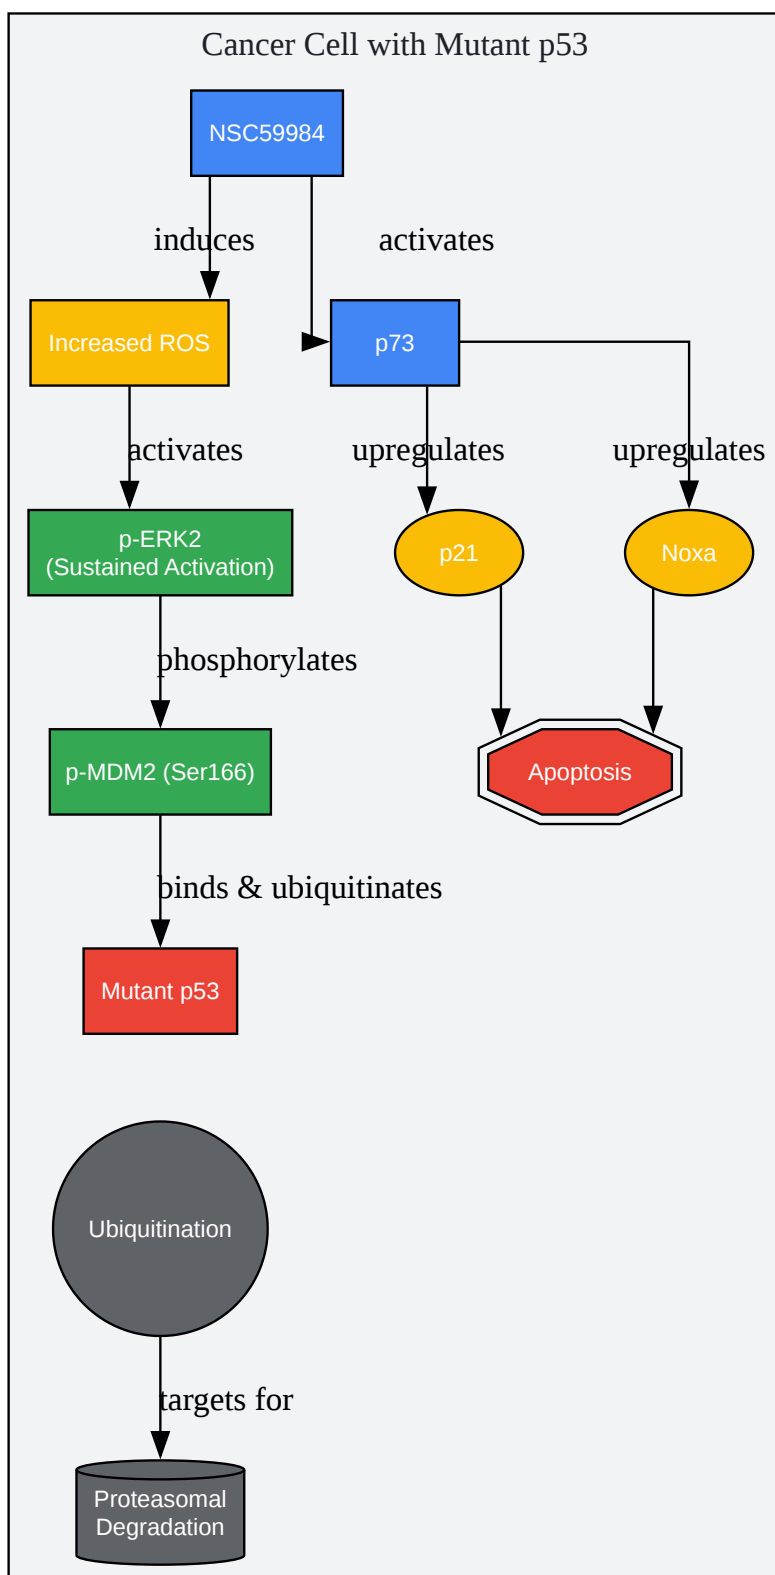 Cancer Cell with Mutant p53
NSC59984
induces
activates
Increased ROS
p73
activates
upregulates
upregulates
p-ERK2
(Sustained Activation)
p21
Noxa
phosphorylates
p-MDM2 (Ser166)
Apoptosis
binds & ubiquitinates
Mutant p53
Ubiquitination
targets for
Proteasomal
Degradation